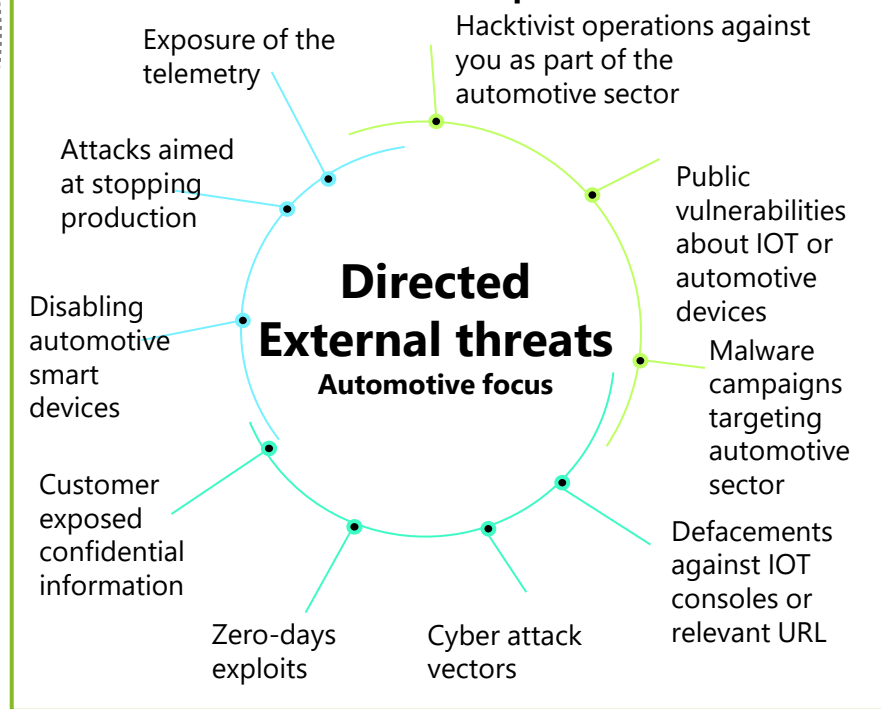 Hacktivist operations against
you as part of the
automotive sector
Exposure of the
telemetry
Attacks aimed
at stopping
production
Public
vulnerabilities
about IOT or
automotive
devices
Directed
External threats
Automotive focus
Disabling
automotive
smart
devices
Malware
campaigns
targeting
automotive
sector
Customer
exposed
confidential
information
Defacements
against IOT
consoles or
relevant URL
Zero-days
exploits
Cyber attack
vectors